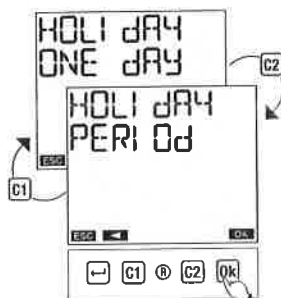 HOLI dAY
ONE dAY
C2
HOLI dAY
PERI Od
ESC
C1
ESC ◄ Ok
↵ C1 ® C2 Ok